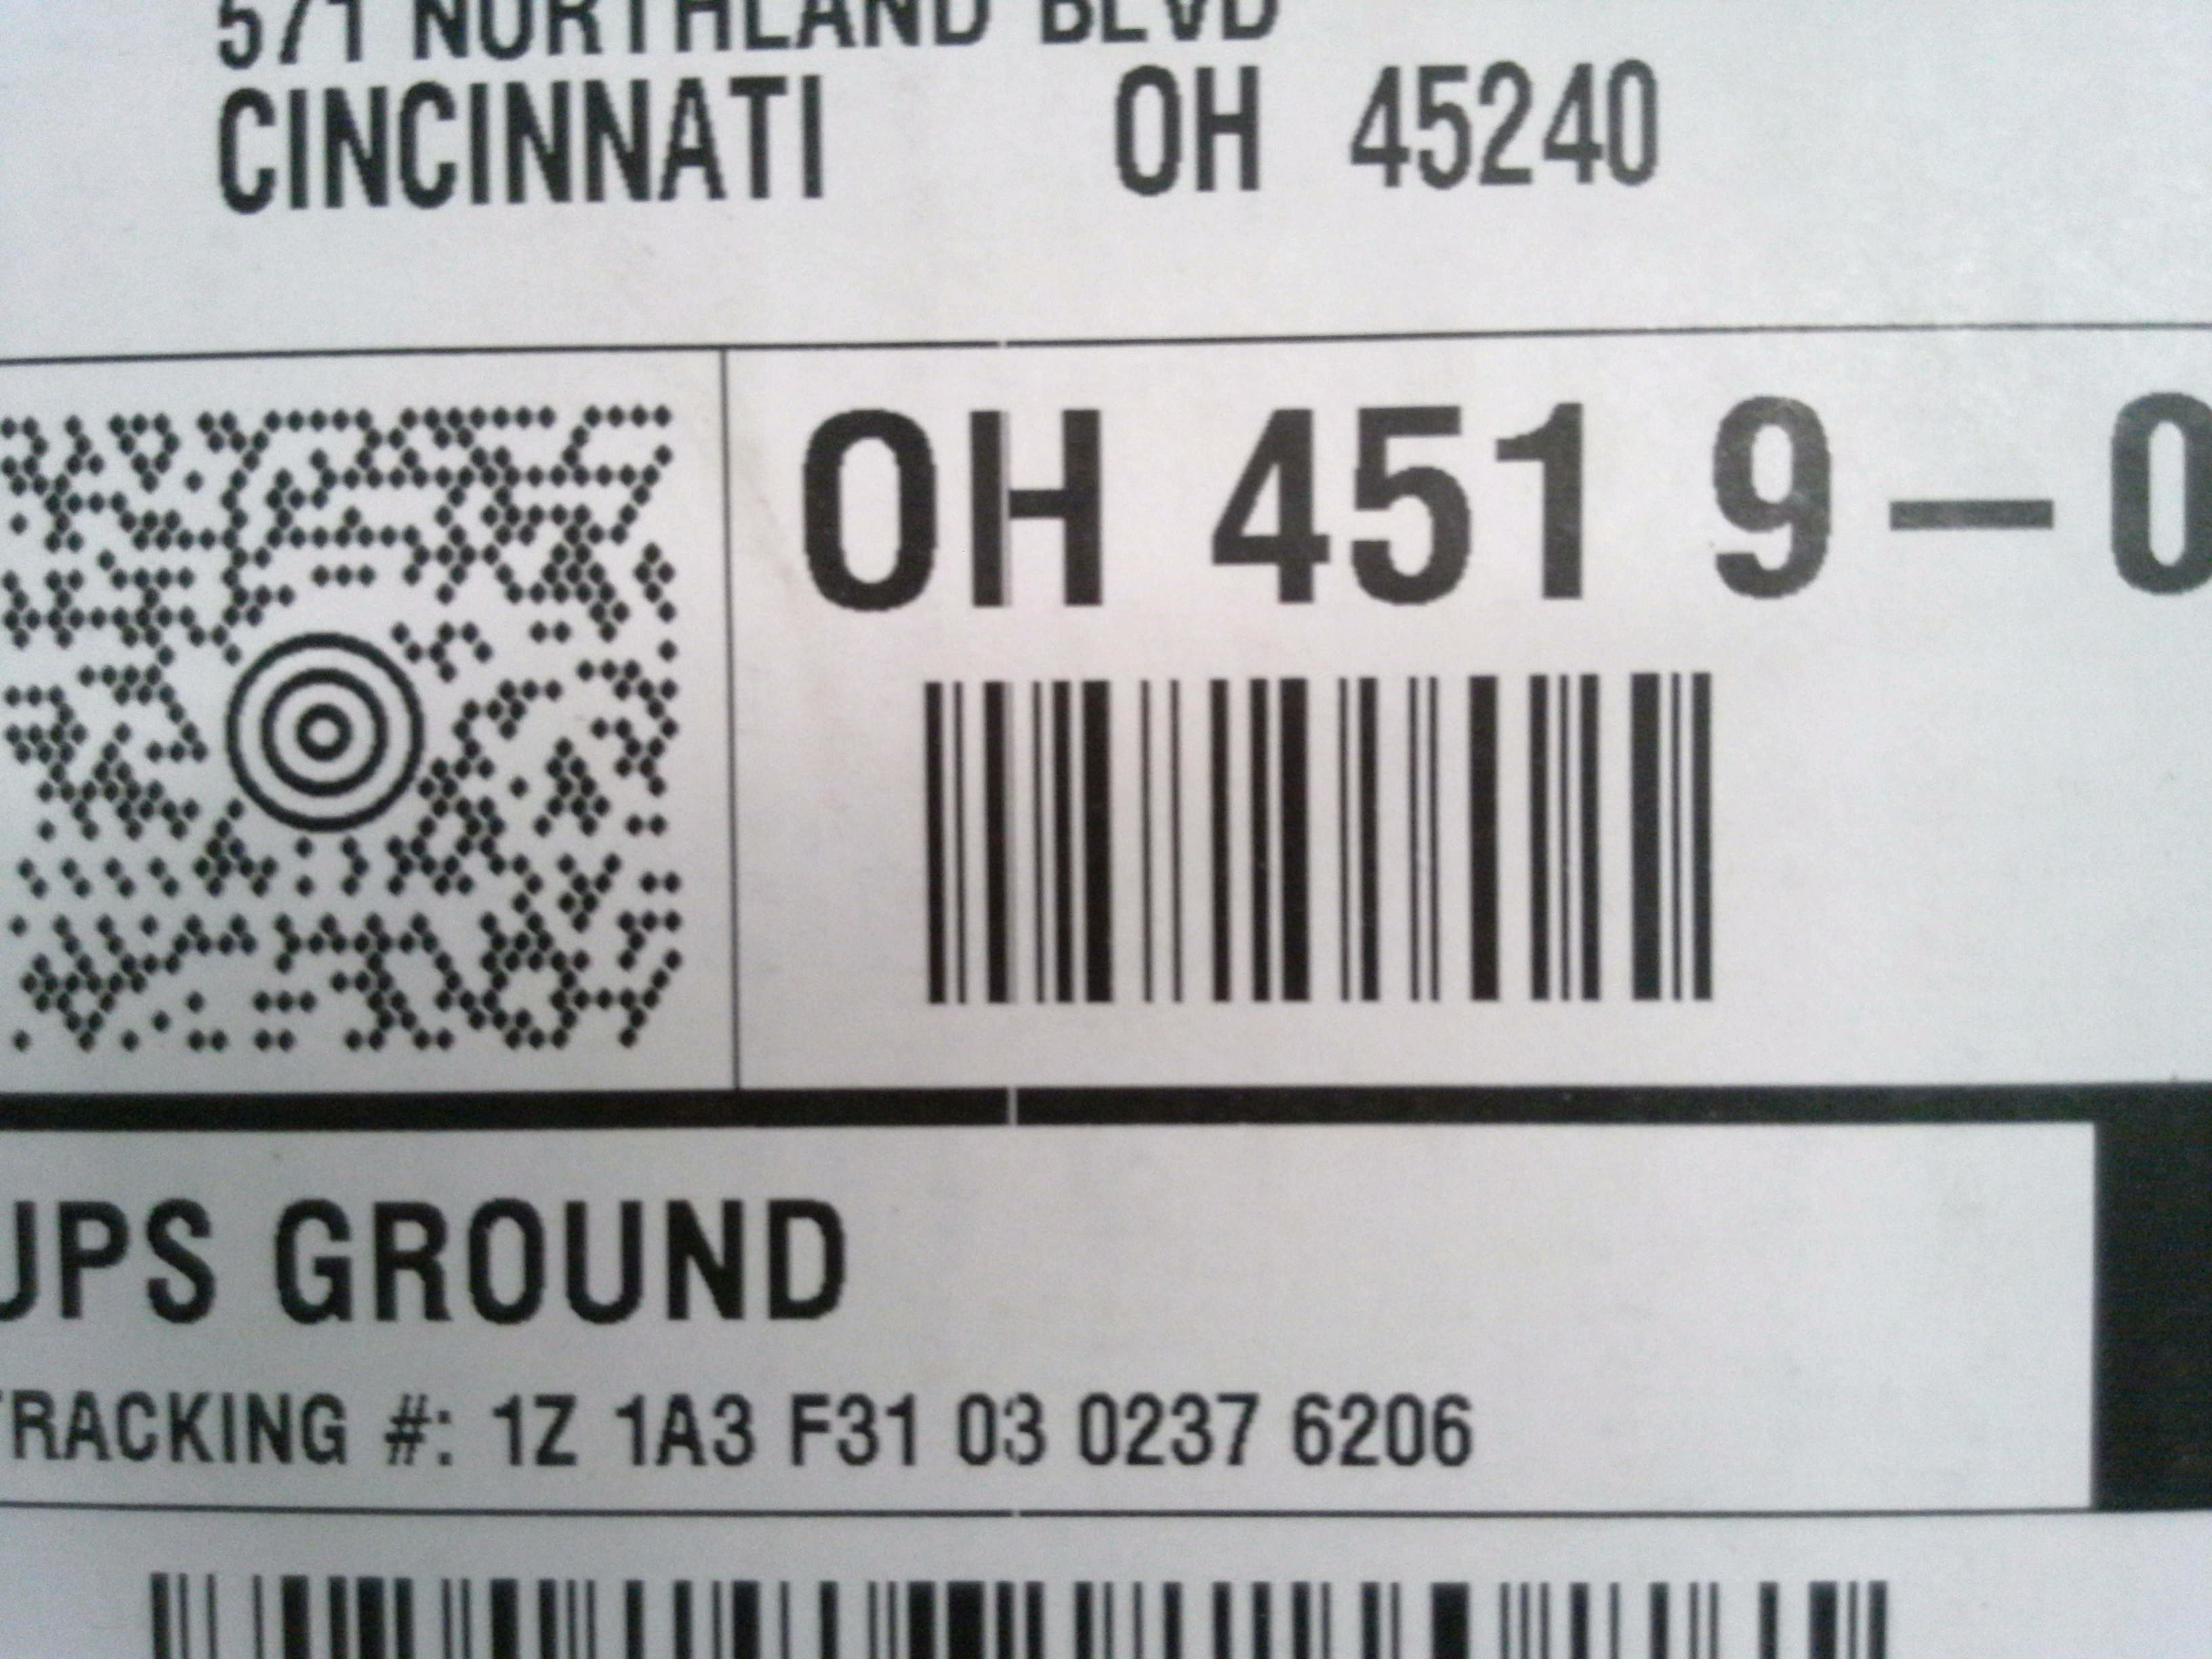 571 NORTHLAND BLVD
CINCINNATI OH 45240
OH 451 9-0
UPS GROUND
TRACKING #: 1Z 1A3 F31 03 0237 6206